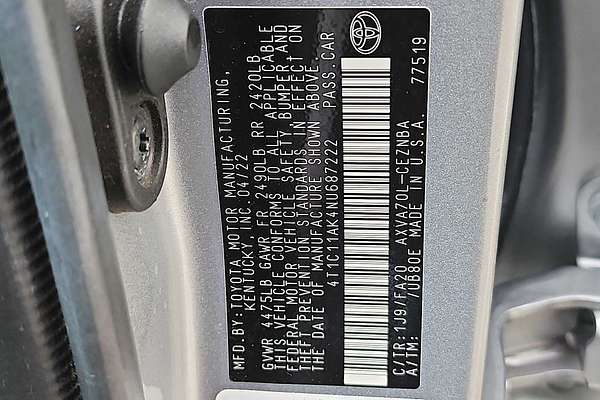 MFD.BY: TOYOTA MOTOR MANUFACTURING,
KENTUCKY, INC. 04/22
GVWR 4475LB GAWR FR 2490LB RR 2420LB
THIS VEHICLE CONFORMS TO ALL APPLICABLE
FEDERAL MOTOR VEHICLE SAFETY, BUMPER,AND
THEFT PREVENTION STANDARDS IN EFFECT ON
THE DATE OF MANUFACTURE SHOWN ABOVE.
4T1C11AK4NU687222 PASS.CAR
C/TR: 1J9/FA20 AXVA70L-CEZNBA
A/TM: /UB80E MADE IN U.S.A. 77519